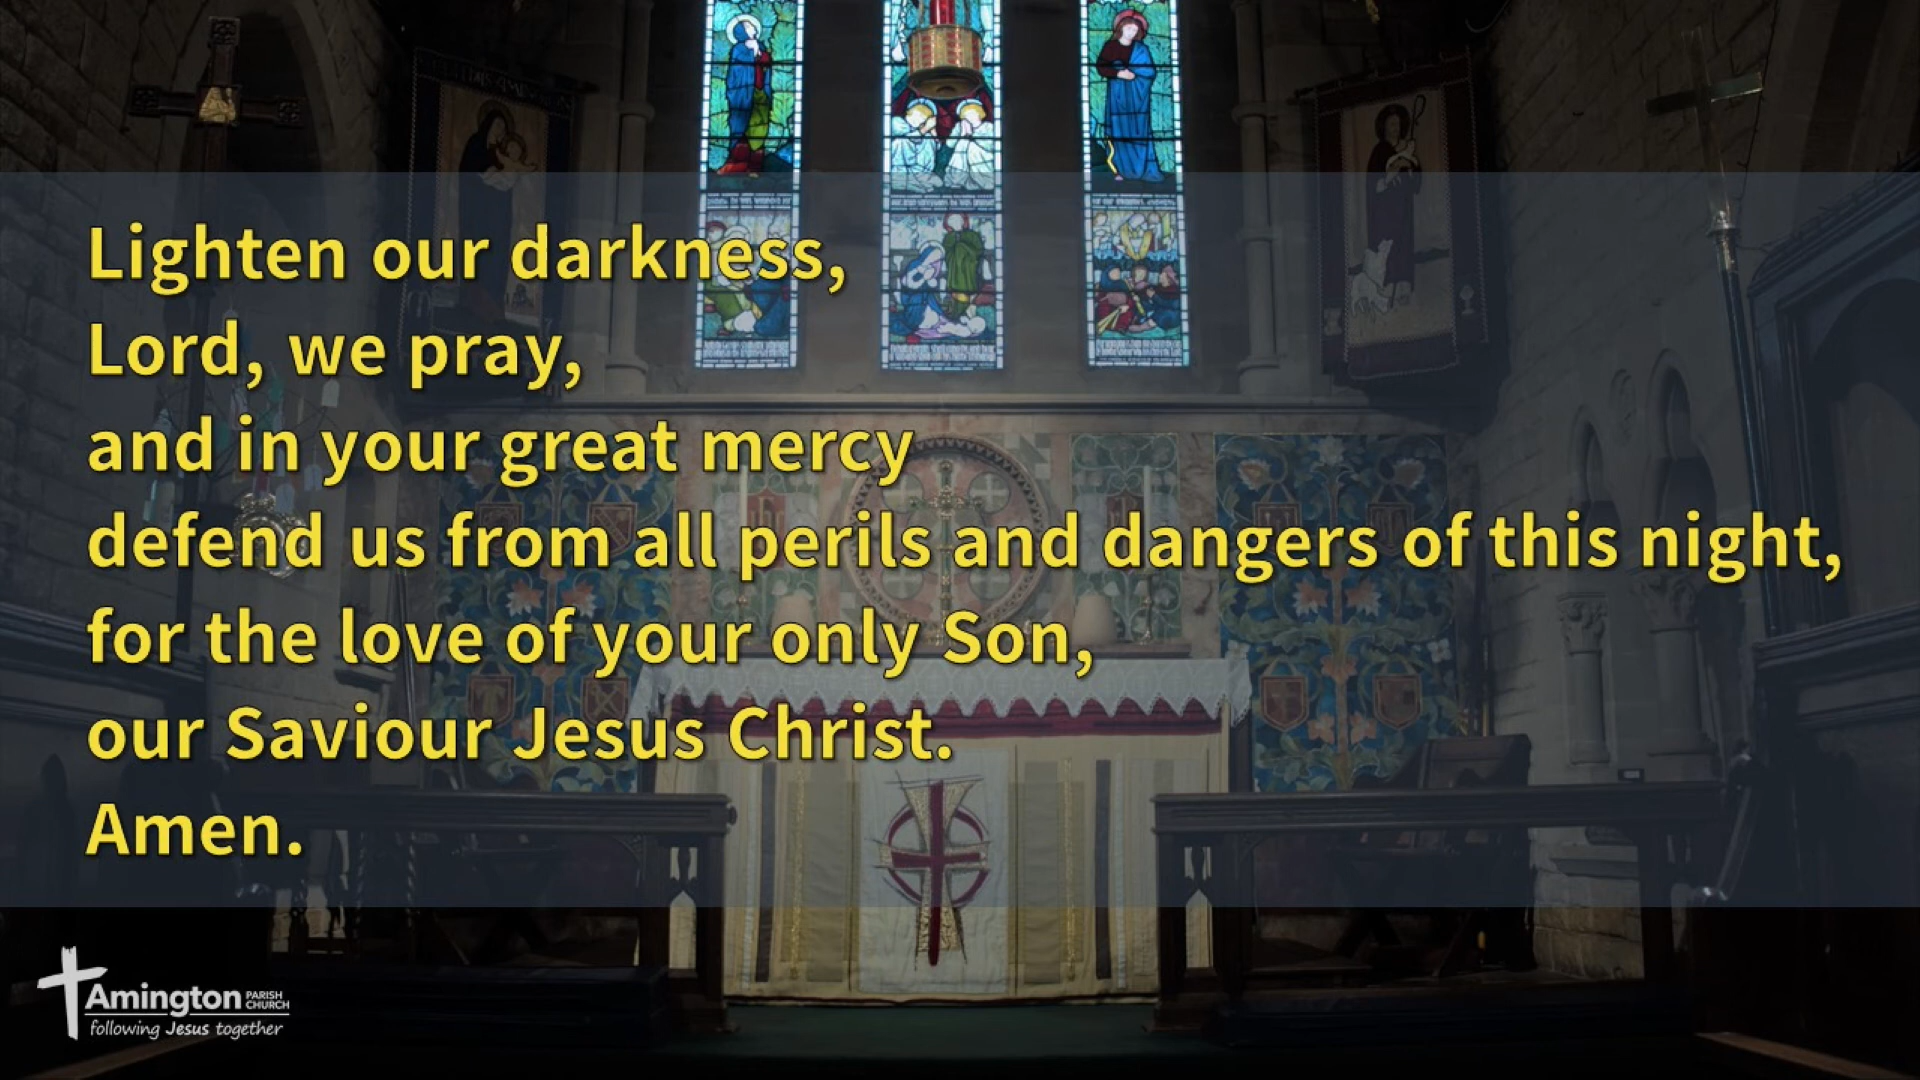 Lighten our darkness,
Lord, we pray,
and in your great mercy
defend us from all perils and dangers of this night,
for the love of your only Son,
our Saviour Jesus Christ.
Amen.
Amington PARISH CHURCH
following Jesus together